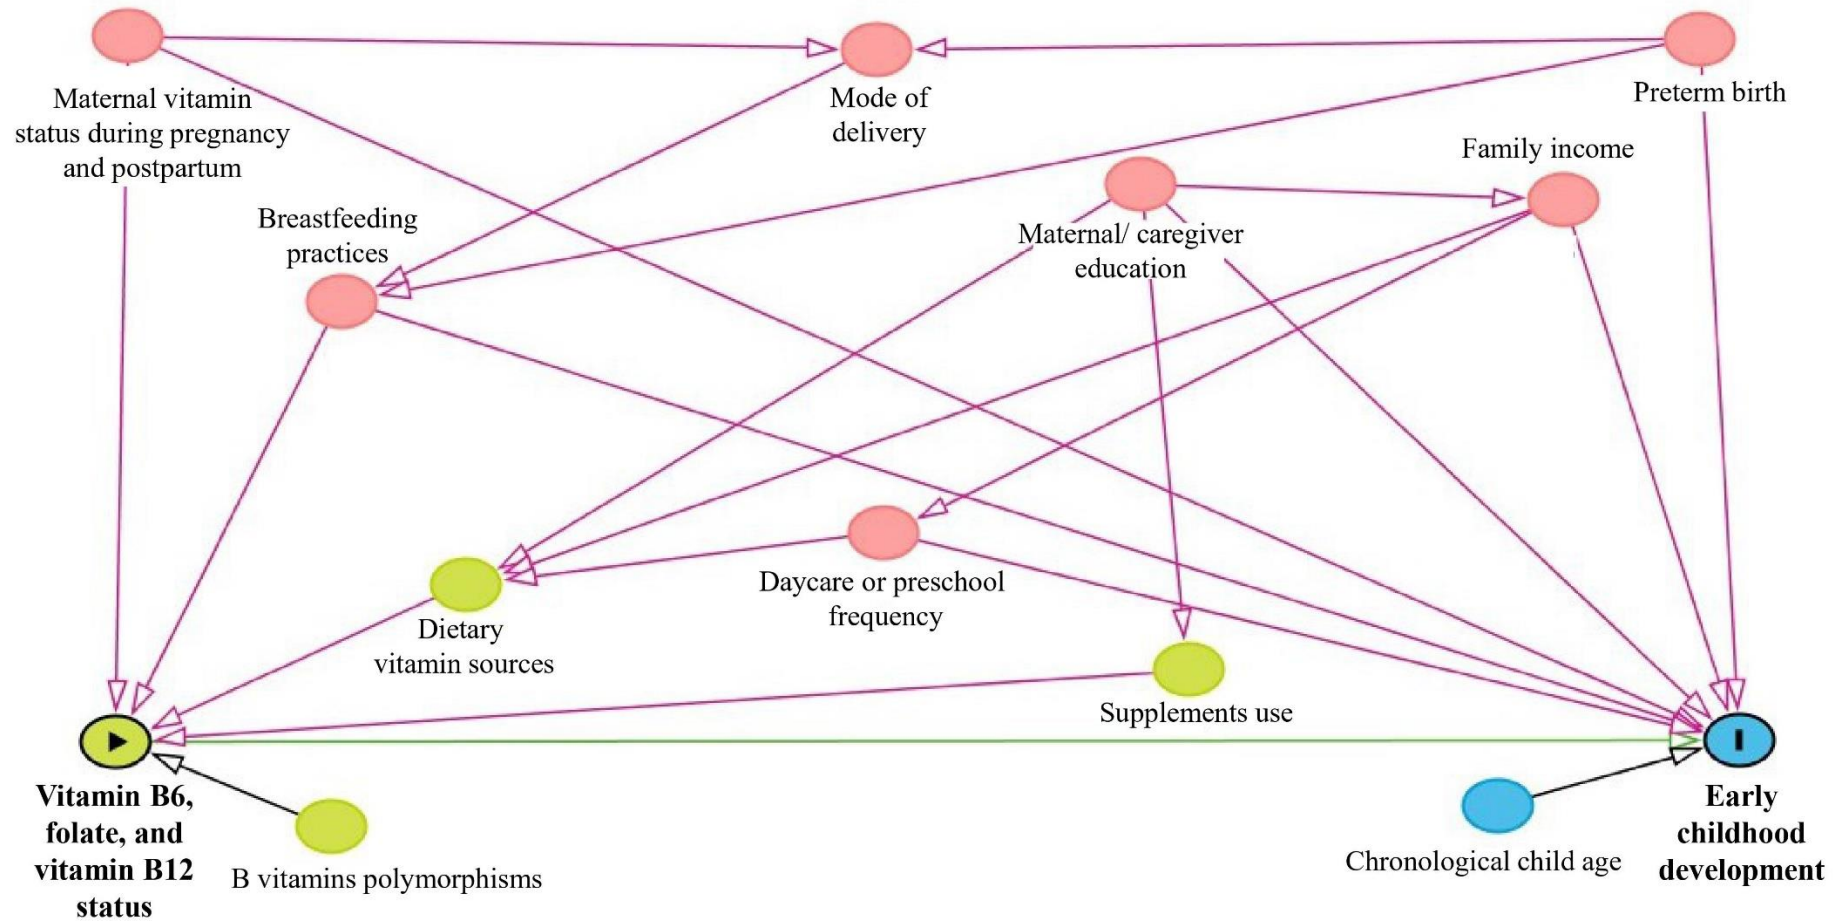 Maternal vitamin
status during pregnancy
and postpartum
Mode of
delivery
Preterm birth
Family income
Breastfeeding
practices
Maternal/ caregiver
education
Daycare or preschool
frequency
Dietary
vitamin sources
Supplements use
Vitamin B6,
folate, and
vitamin B12
status
B vitamins polymorphisms
Chronological child age
Early
childhood
development